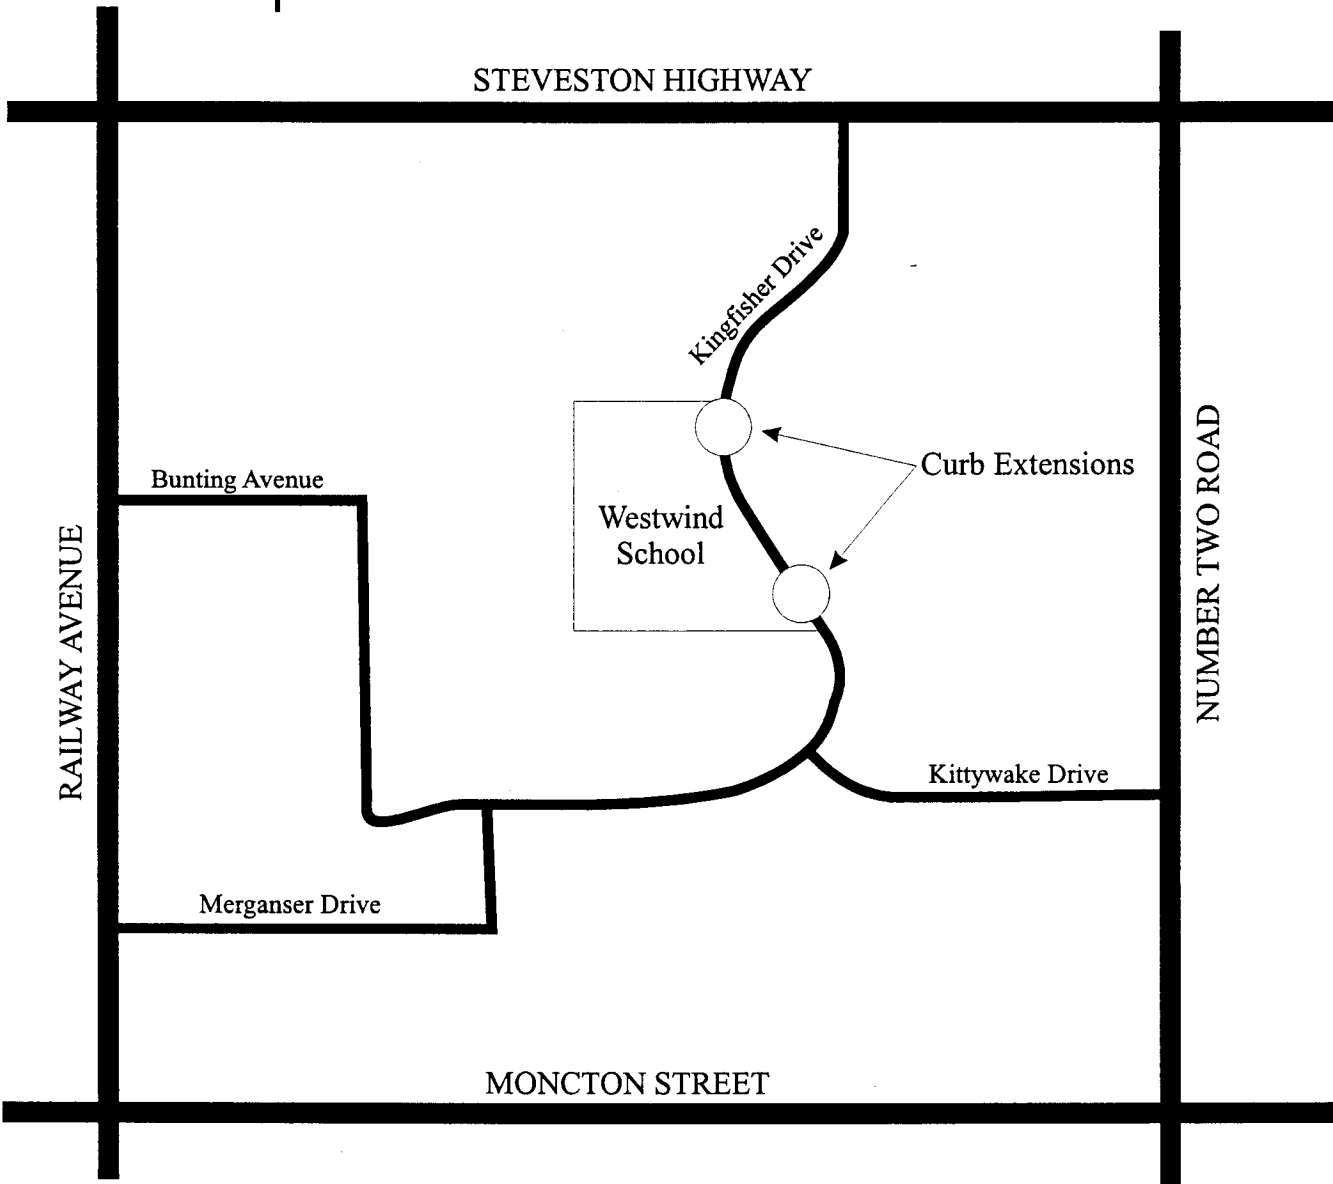 STEVESTON HIGHWAY
Kingfisher Drive
Curb Extensions
Bunting Avenue
Westwind
School
RAILWAY AVENUE
NUMBER TWO ROAD
Kittywake Drive
Merganser Drive
MONCTON STREET